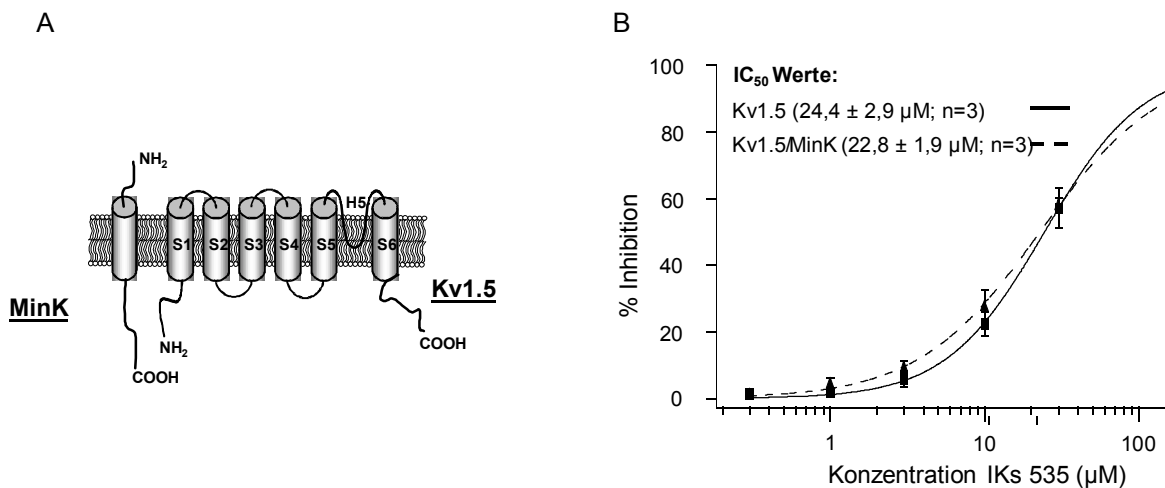 A
NH2
S1 S2 S3 S4 S5 H5 S6
MinK
Kv1.5
NH2
COOH
COOH
B
IC50 Werte:
Kv1.5 (24,4 ± 2,9 µM; n=3)
Kv1.5/MinK (22,8 ± 1,9 µM; n=3)
% Inhibition
100
80
60
40
20
0
1 10 100
Konzentration IKs 535 (µM)